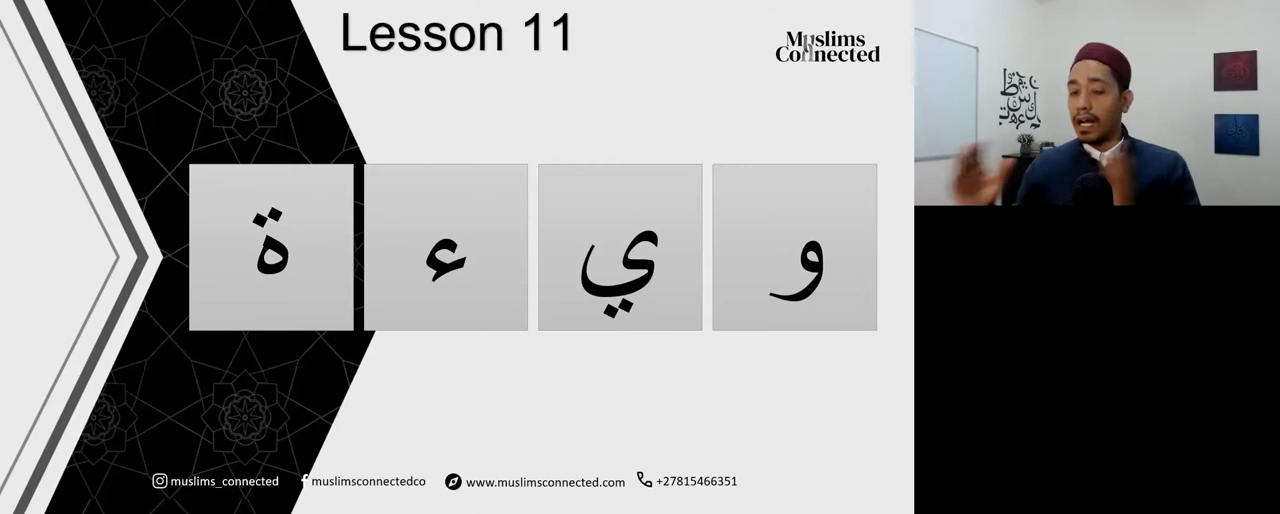 Lesson 11
Muslims
Connected
و ي ء ة
muslims_connected muslimsconnectedco www.muslimsconnected.com +27815466351